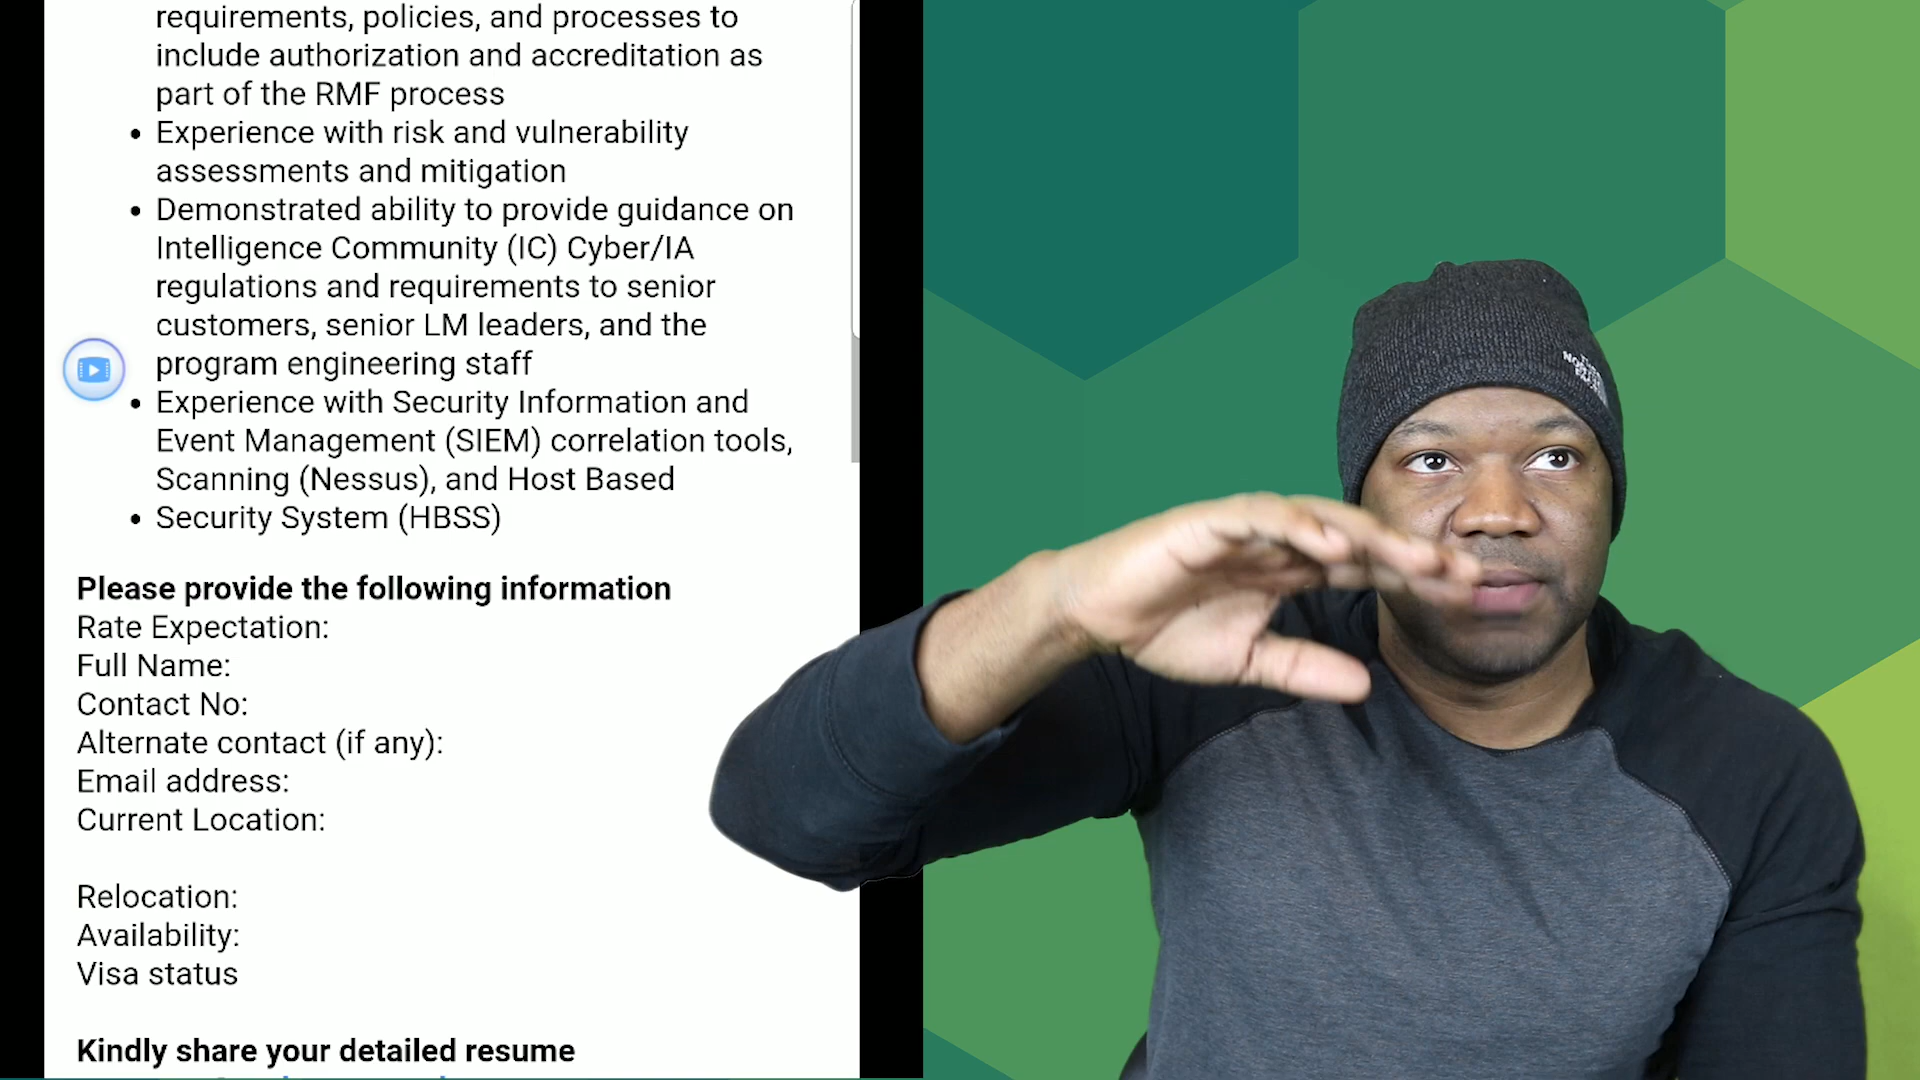 requirements, policies, and processes to
include authorization and accreditation as
part of the RMF process
• Experience with risk and vulnerability
assessments and mitigation
• Demonstrated ability to provide guidance on
Intelligence Community (IC) Cyber/IA
regulations and requirements to senior
customers, senior LM leaders, and the
program engineering staff
• Experience with Security Information and
Event Management (SIEM) correlation tools,
Scanning (Nessus), and Host Based
• Security System (HBSS)
Please provide the following information
Rate Expectation:
Full Name:
Contact No:
Alternate contact (if any):
Email address:
Current Location:
Relocation:
Availability:
Visa status
Kindly share your detailed resume